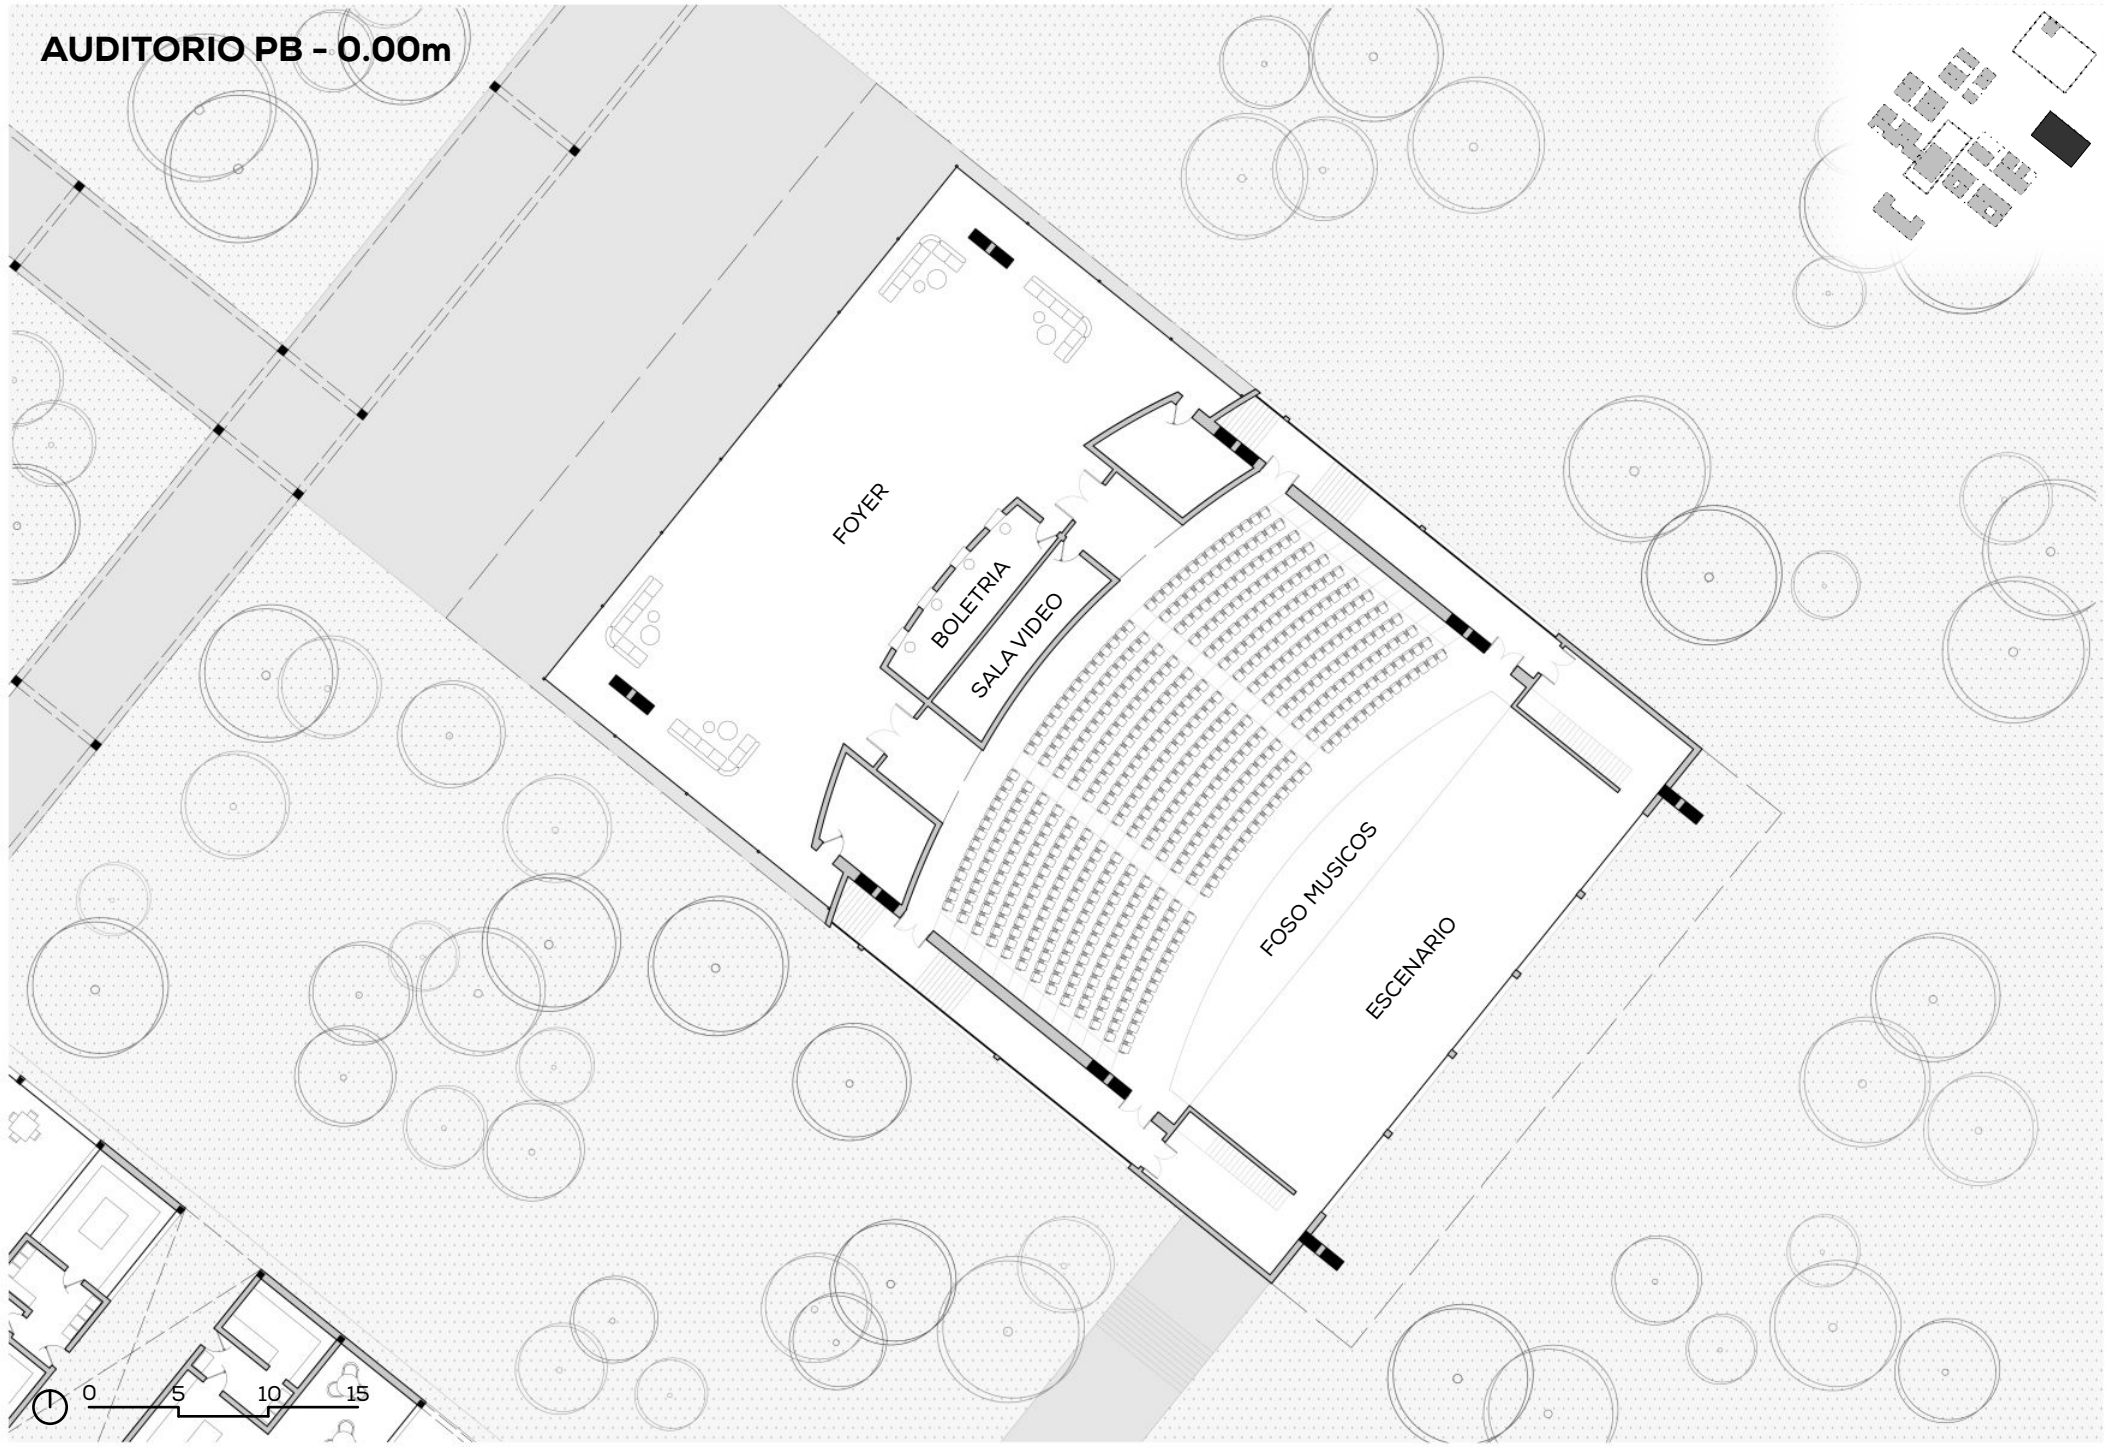 AUDITORIO PB - 0.00m
FOYER
BOLETRIA
SALA VIDEO
FOSO MUSICOS
ESCENARIO
0 5 10 15